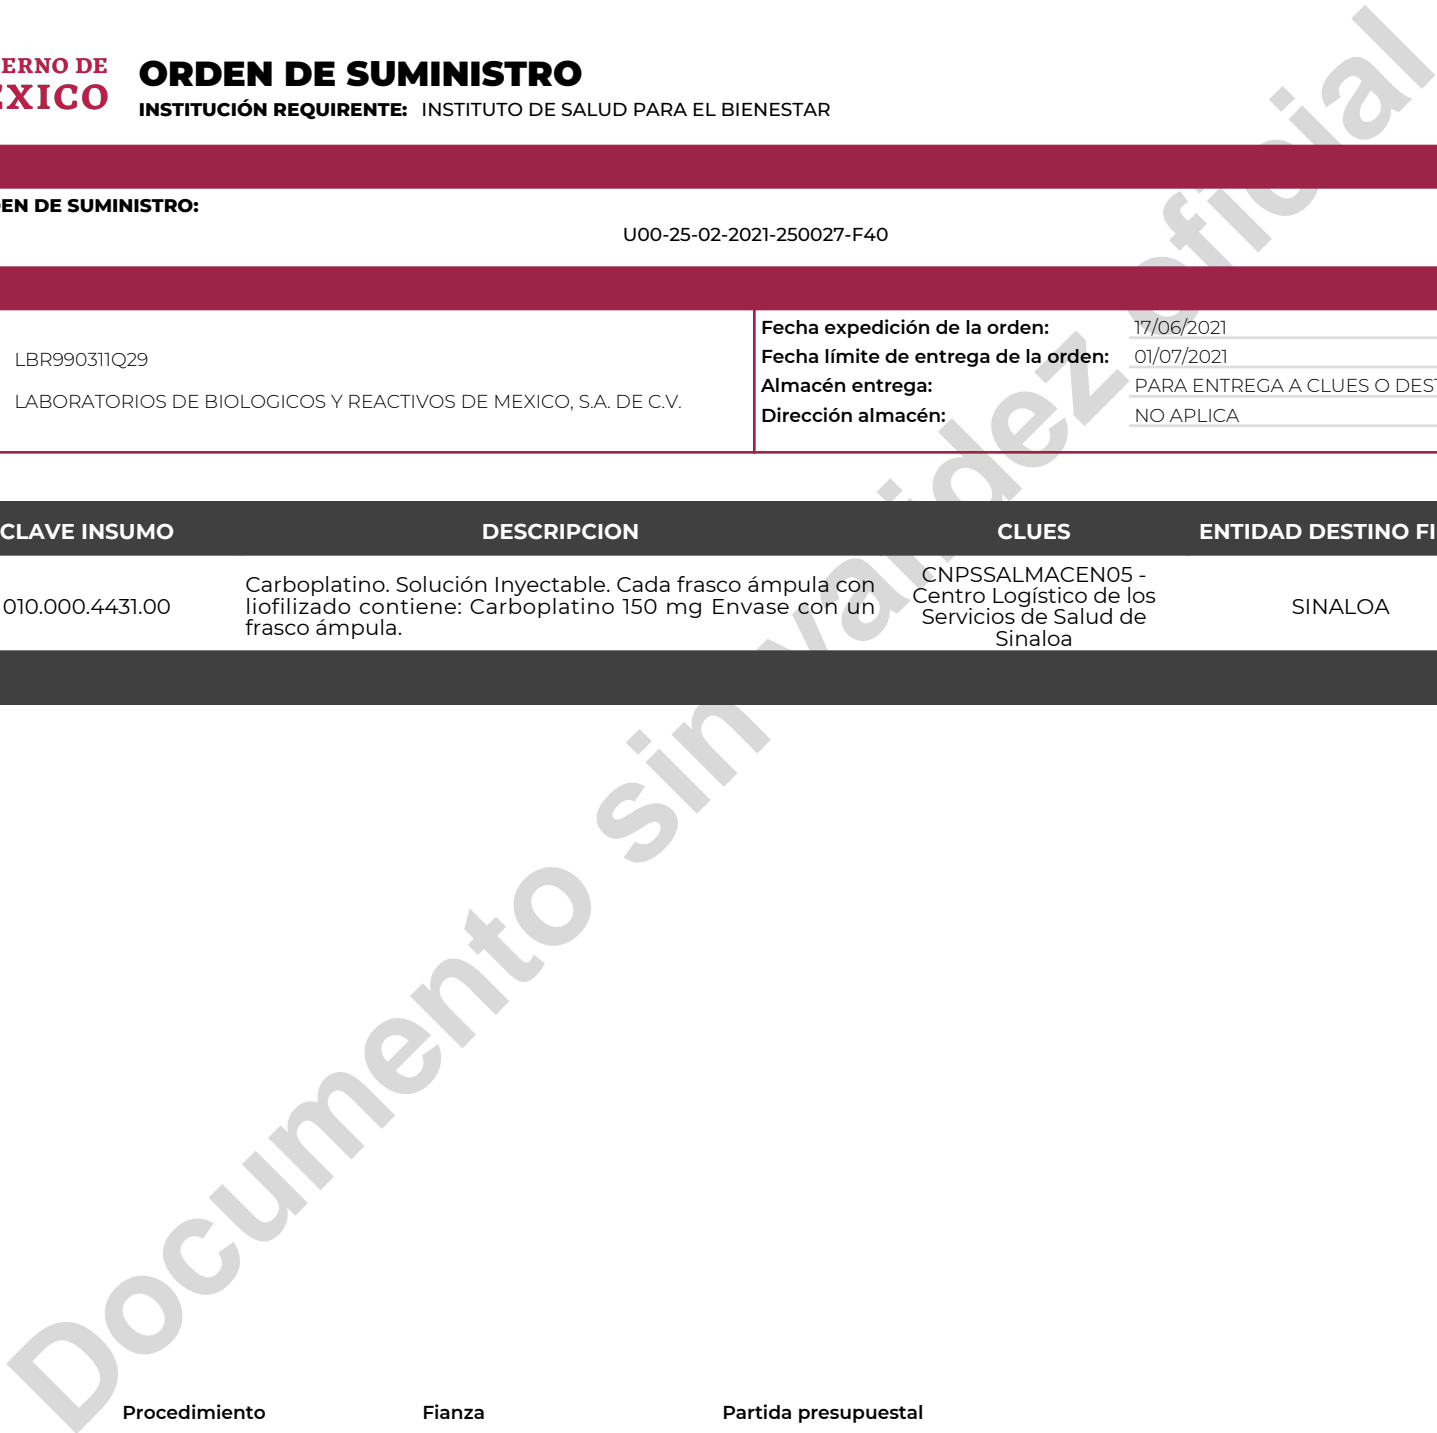 ERNO DE
ÉXICO
ORDEN DE SUMINISTRO
INSTITUCIÓN REQUIRENTE: INSTITUTO DE SALUD PARA EL BIENESTAR
EN DE SUMINISTRO:
U00-25-02-2021-250027-F40
LBR990311Q29
LABORATORIOS DE BIOLOGICOS Y REACTIVOS DE MEXICO, S.A. DE C.V.
Fecha expedición de la orden: 17/06/2021
Fecha límite de entrega de la orden: 01/07/2021
Almacén entrega: PARA ENTREGA A CLUES O DEST
Dirección almacén: NO APLICA
CLAVE INSUMO DESCRIPCION CLUES ENTIDAD DESTINO FI
010.000.4431.00
Carboplatino. Solución Inyectable. Cada frasco ámpula con
liofilizado contiene: Carboplatino 150 mg Envase con un
frasco ámpula.
CNPSSALMACEN05 -
Centro Logístico de los
Servicios de Salud de
Sinaloa
SINALOA
Documento sin validez oficial
Procedimiento Fianza Partida presupuestal